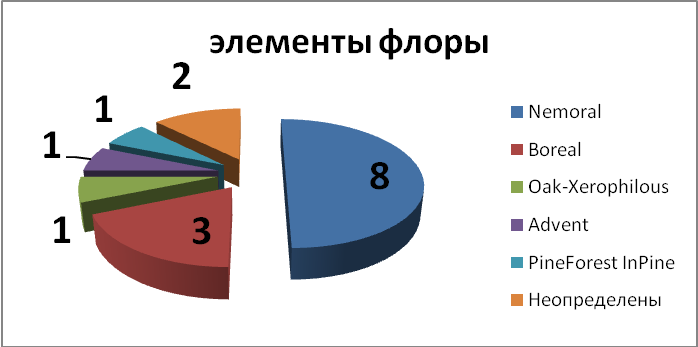 элементы флоры
2
1
1
1
3
8
Nemoral
Boreal
Oak-Xerophilous
Advent
PineForest InPine
Неопределены